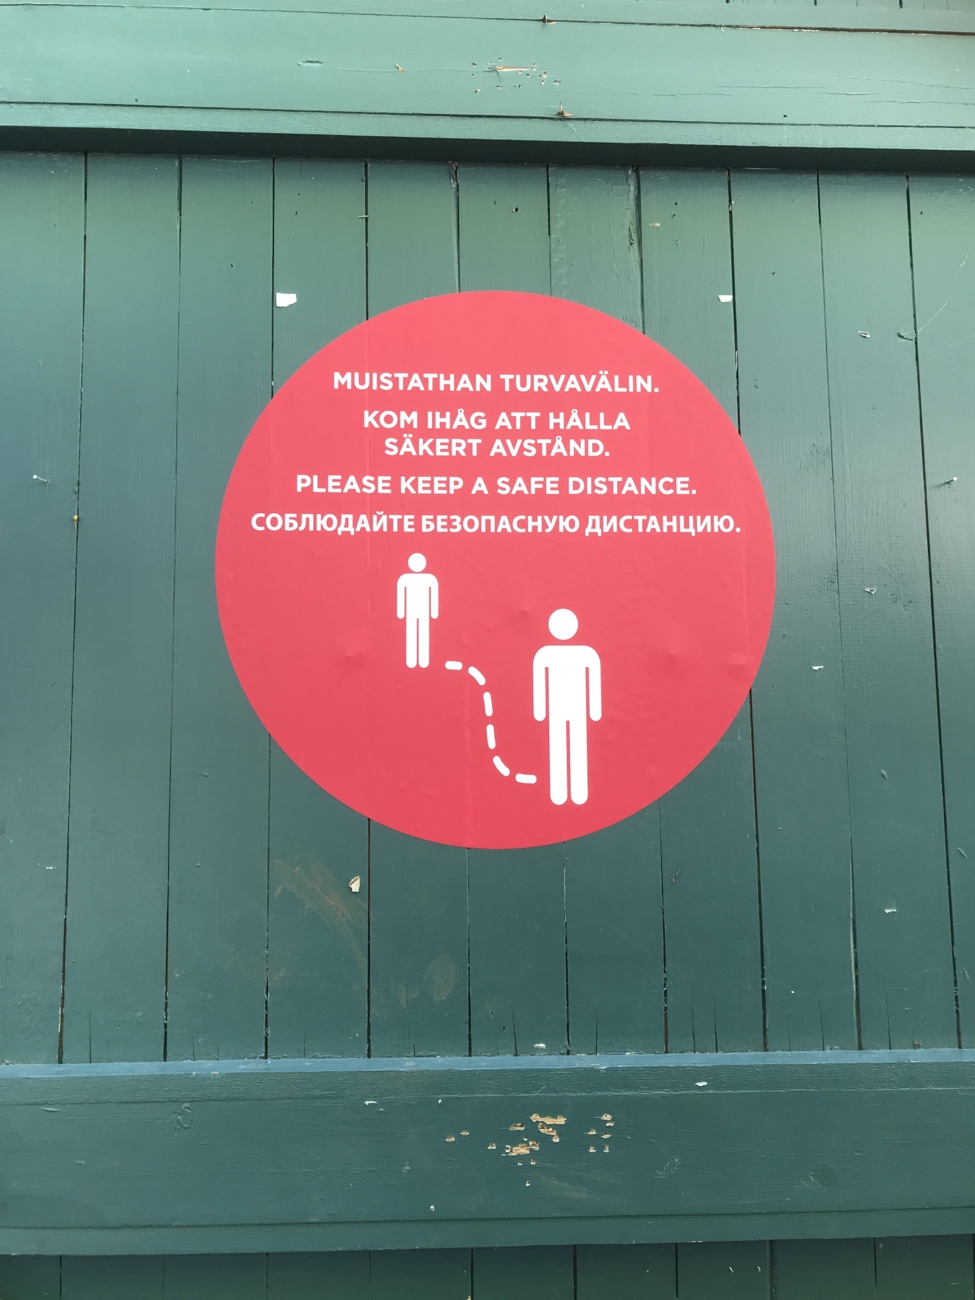 MUISTATHAN TURVAVÄLIN.
KOM IHÅG ATT HÅLLA
SÄKERT AVSTÅND.
PLEASE KEEP A SAFE DISTANCE.
СОБЛЮДАЙТЕ БЕЗОПАСНУЮ ДИСТАНЦИЮ.